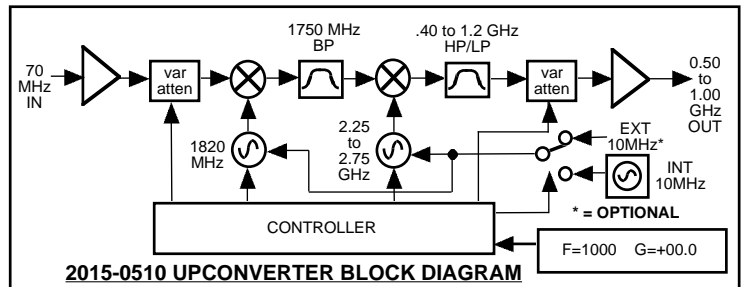 1750 MHz
BP
.40 to 1.2 GHz
HP/LP
70
MHz
IN
var
atten
var
atten
0.50
to
1.00
GHz
OUT
1820
MHz
2.25
to
2.75
GHz
EXT
10MHz*
INT
10MHz
* = OPTIONAL
CONTROLLER
F=1000 G=+00.0
2015-0510 UPCONVERTER BLOCK DIAGRAM